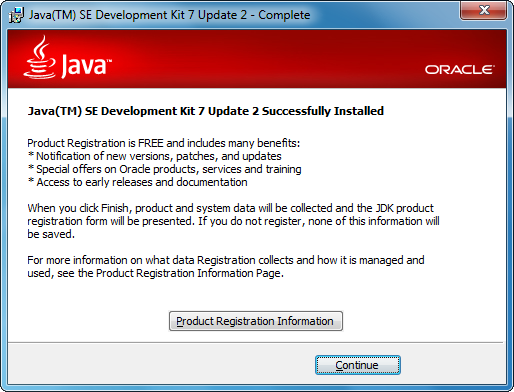 Java(TM) SE Development Kit 7 Update 2 - Complete
Java™
ORACLE®
Java(TM) SE Development Kit 7 Update 2 Successfully Installed
Product Registration is FREE and includes many benefits:
* Notification of new versions, patches, and updates
* Special offers on Oracle products, services and training
* Access to early releases and documentation
When you click Finish, product and system data will be collected and the JDK product
registration form will be presented. If you do not register, none of this information will
be saved.
For more information on what data Registration collects and how it is managed and
used, see the Product Registration Information Page.
Product Registration Information
Continue